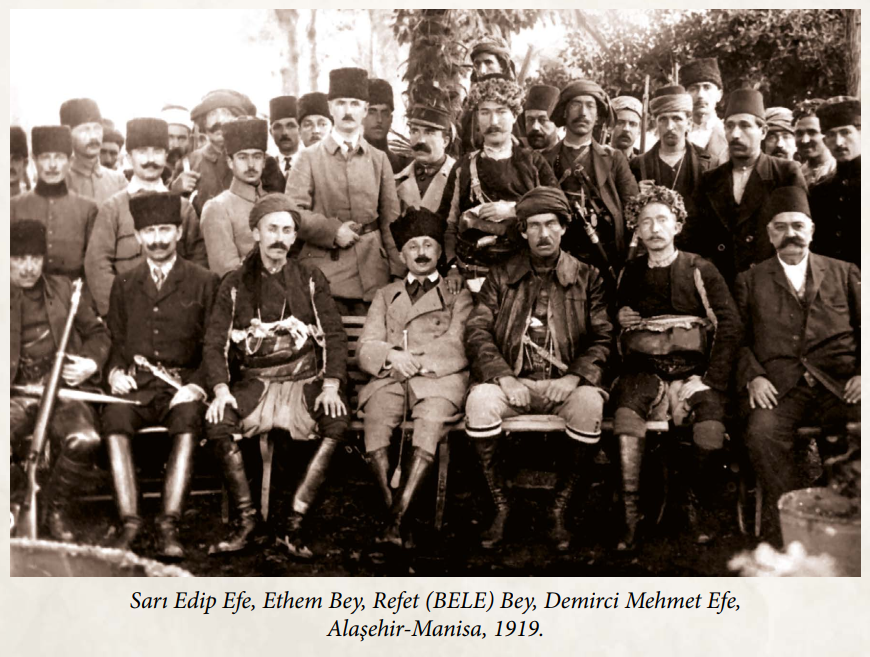 Sarı Edip Efe, Ethem Bey, Refet (BELE) Bey, Demirci Mehmet Efe,
Alaşehir-Manisa, 1919.